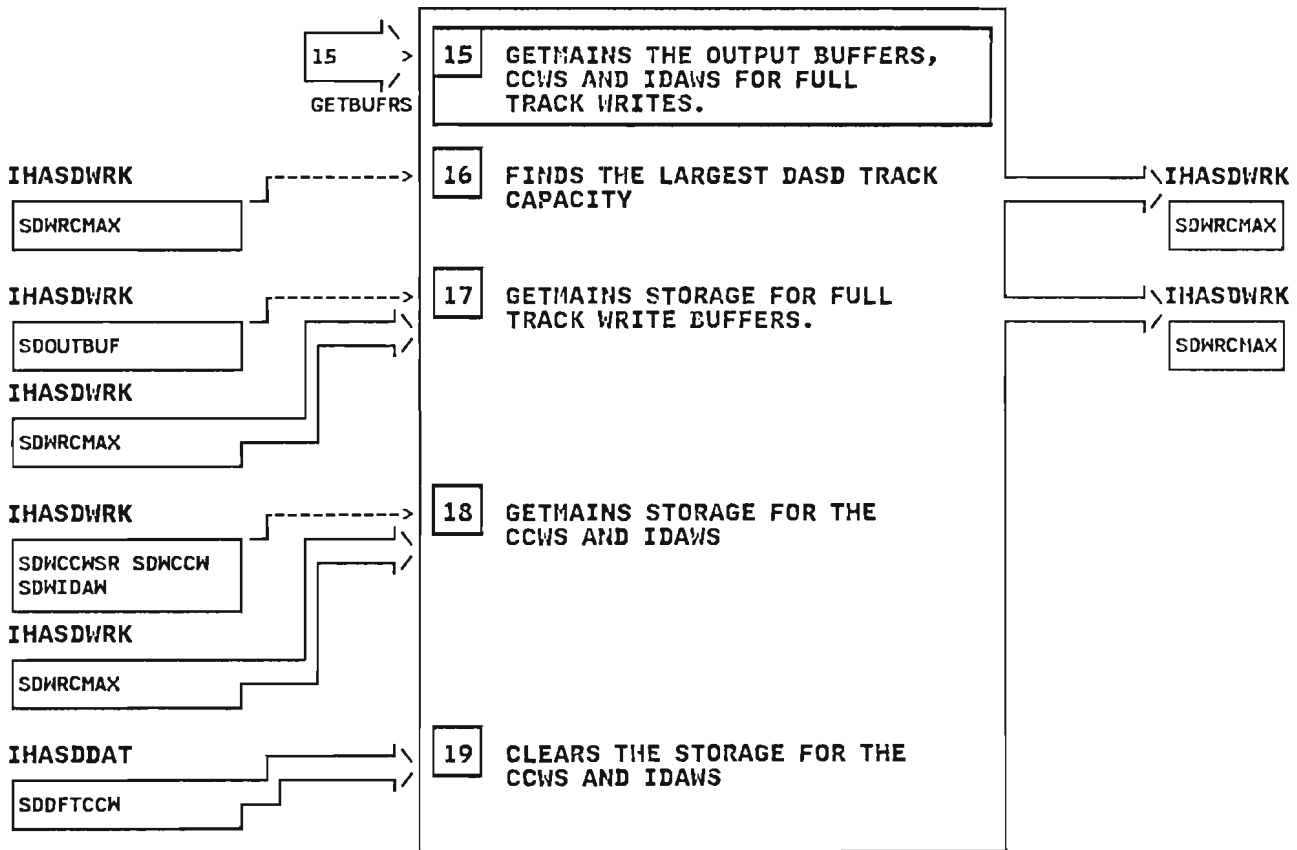 15
GETBUFRS
15 GETMAINS THE OUTPUT BUFFERS,
CCWS AND IDAWS FOR FULL
TRACK WRITES.
IHASDWRK
SDWRCMAX
16 FINDS THE LARGEST DASD TRACK
CAPACITY
IHASDWRK
SDWRCMAX
IHASDWRK
SDOUTBUF
IHASDWRK
SDWRCMAX
17 GETMAINS STORAGE FOR FULL
TRACK WRITE BUFFERS.
IHASDWRK
SDWRCMAX
IHASDWRK
SDWCCWSR SDWCCW
SDWIDAW
IHASDWRK
SDWRCMAX
18 GETMAINS STORAGE FOR THE
CCWS AND IDAWS
IHASDDAT
SDDFTCCW
19 CLEARS THE STORAGE FOR THE
CCWS AND IDAWS